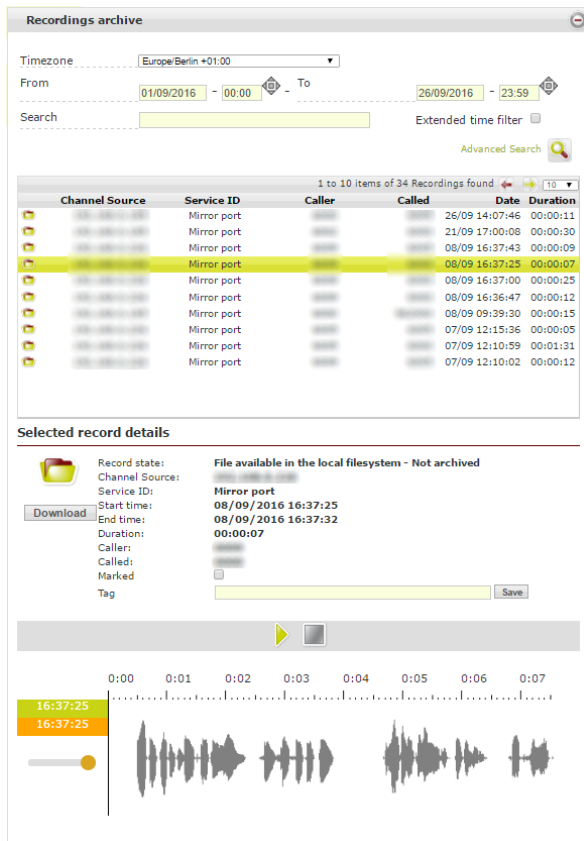 Recordings archive
Timezone Europe/Berlin +01:00
From 01/09/2016 - 00:00 - To 26/09/2016 - 23:59
Search Extended time filter
Advanced Search
1 to 10 items of 34 Recordings found 10
Channel Source Service ID Caller Called Date Duration
Mirror port 26/09 14:07:46 00:00:11
Mirror port 21/09 17:00:08 00:00:30
Mirror port 08/09 16:37:43 00:00:09
Mirror port 08/09 16:37:25 00:00:07
Mirror port 08/09 16:37:00 00:00:25
Mirror port 08/09 16:36:47 00:00:12
Mirror port 08/09 09:39:30 00:00:15
Mirror port 07/09 12:15:36 00:00:05
Mirror port 07/09 12:10:59 00:01:31
Mirror port 07/09 12:10:02 00:00:12
Selected record details
Record state: File available in the local filesystem - Not archived
Channel Source:
Service ID: Mirror port
Download
Start time: 08/09/2016 16:37:25
End time: 08/09/2016 16:37:32
Duration: 00:00:07
Caller:
Called:
Marked
Tag Save
0:00 0:01 0:02 0:03 0:04 0:05 0:06 0:07
16:37:25
16:37:25